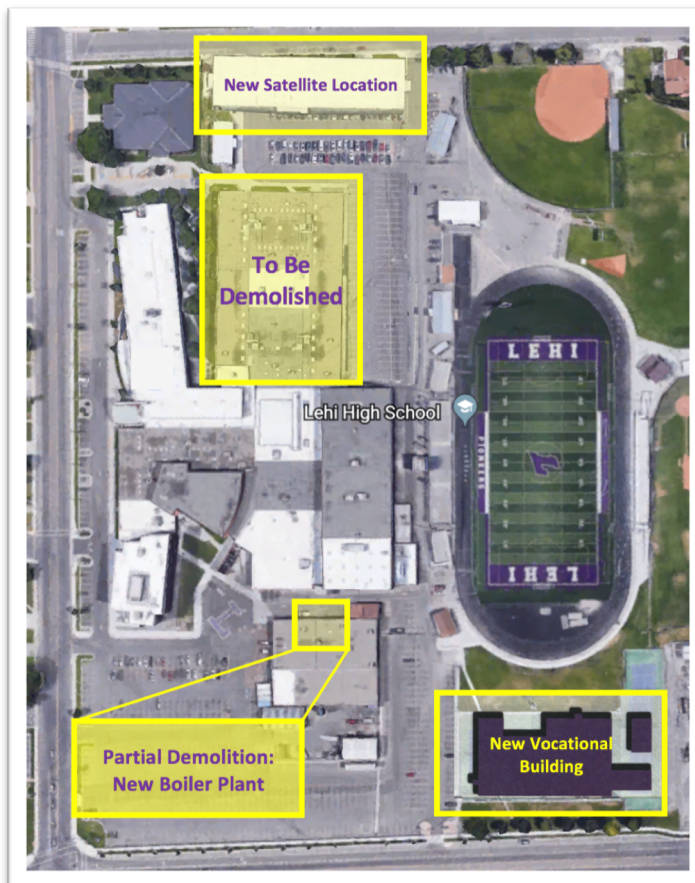 New Satellite Location
To Be
Demolished
LEHI
Lehi High School
PIONEERS
L
LEHI
L
Partial Demolition:
New Boiler Plant
New Vocational
Building